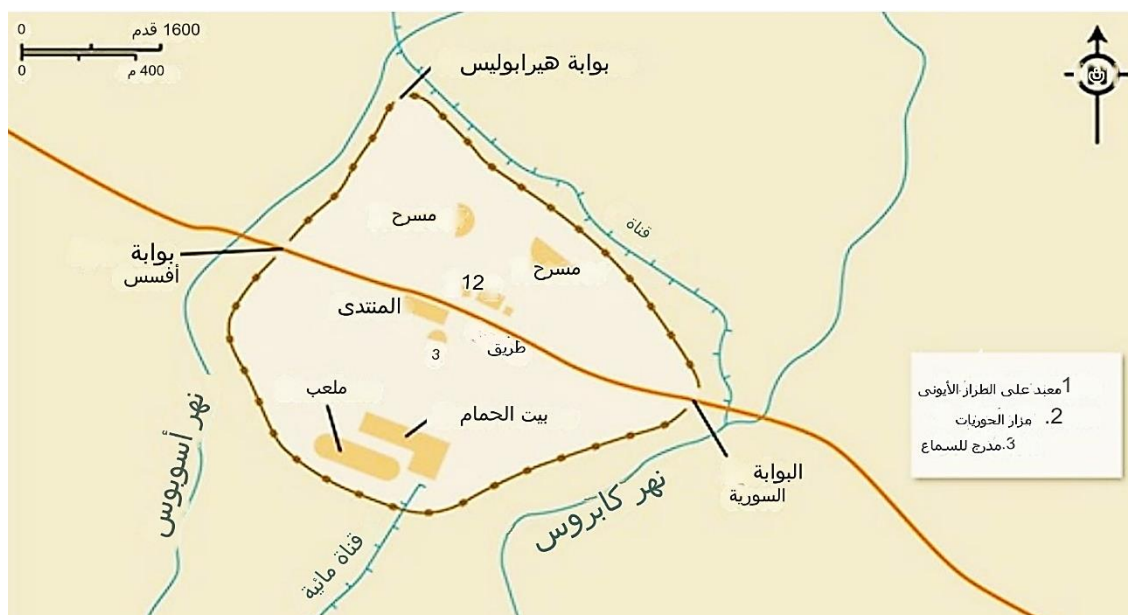 0 1600 قدم
0 400 م
بوابة هيرابوليس
ش
قناة
مسرح
مسرح
بوابة
أفسس
12
المنتدى
طريق
3
ملعب
بيت الحمام
1معبد على الطراز الأيوني
2. مزار الحوريات
3.مدرج للسماع
البوابة
السورية
نهر أسوبوس
نهر كابروس
قناة مائية